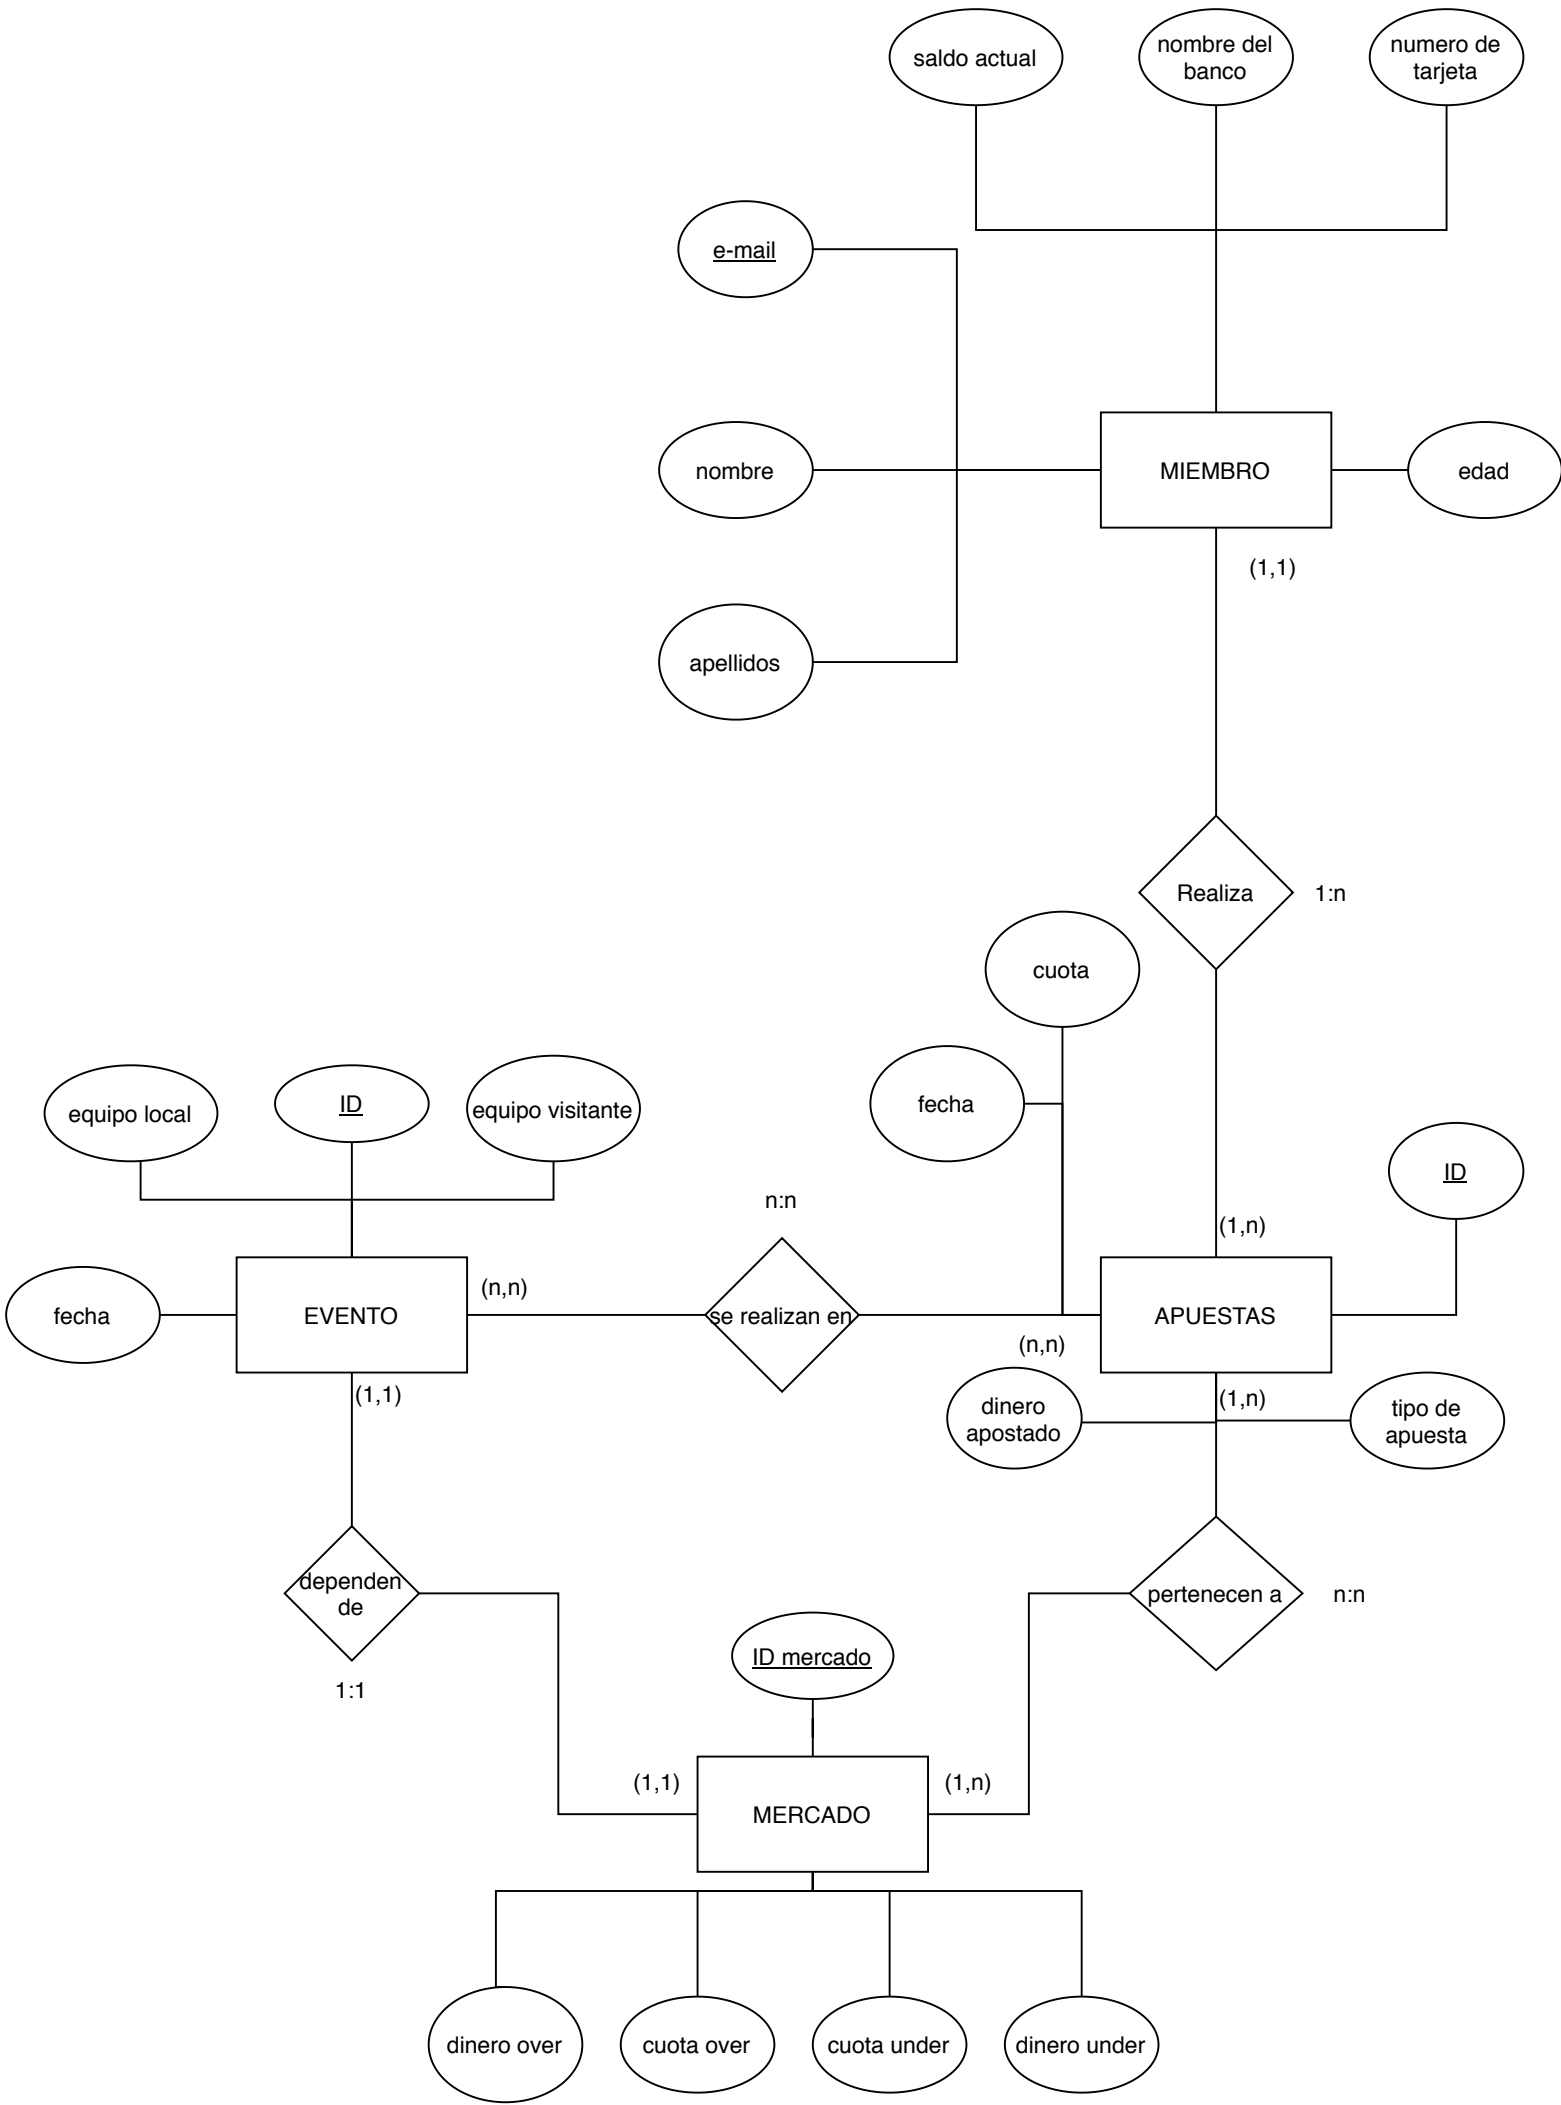 saldo actual
nombre del
banco
numero de
tarjeta
e-mail
nombre
MIEMBRO
edad
(1,1)
apellidos
Realiza
1:n
cuota
fecha
equipo local
ID
equipo visitante
ID
n:n
(1,n)
fecha
EVENTO
(n,n)
se realizan en
(n,n)
APUESTAS
(1,1)
(1,n)
dinero
apostado
tipo de
apuesta
dependen
de
1:1
pertenecen a
n:n
ID mercado
(1,1)
(1,n)
MERCADO
dinero over
cuota over
cuota under
dinero under